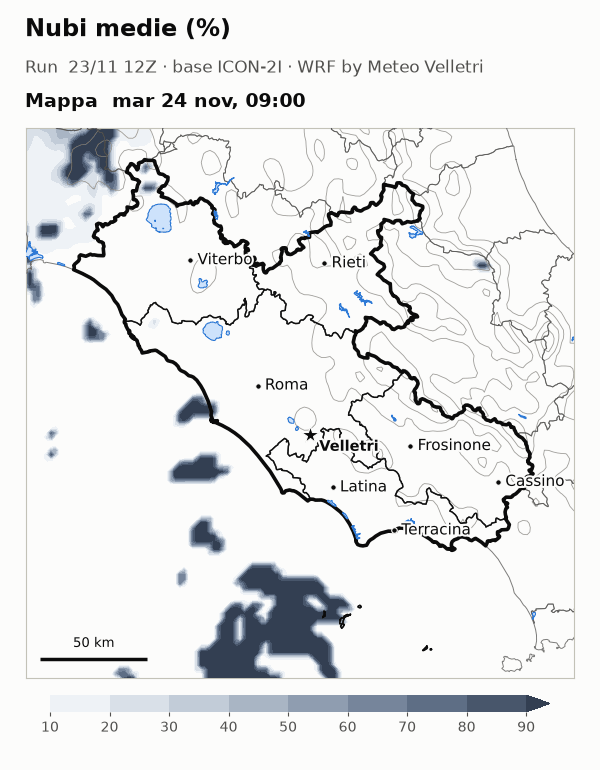 Nubi medie (%)
Run  23/11 12Z · base ICON-2I · WRF by Meteo Velletri
Mappa  mar 24 nov, 09:00
Viterbo
Rieti
Roma
Velletri
Frosinone
Cassino
Latina
Terracina
50 km
10 20 30 40 50 60 70 80 90